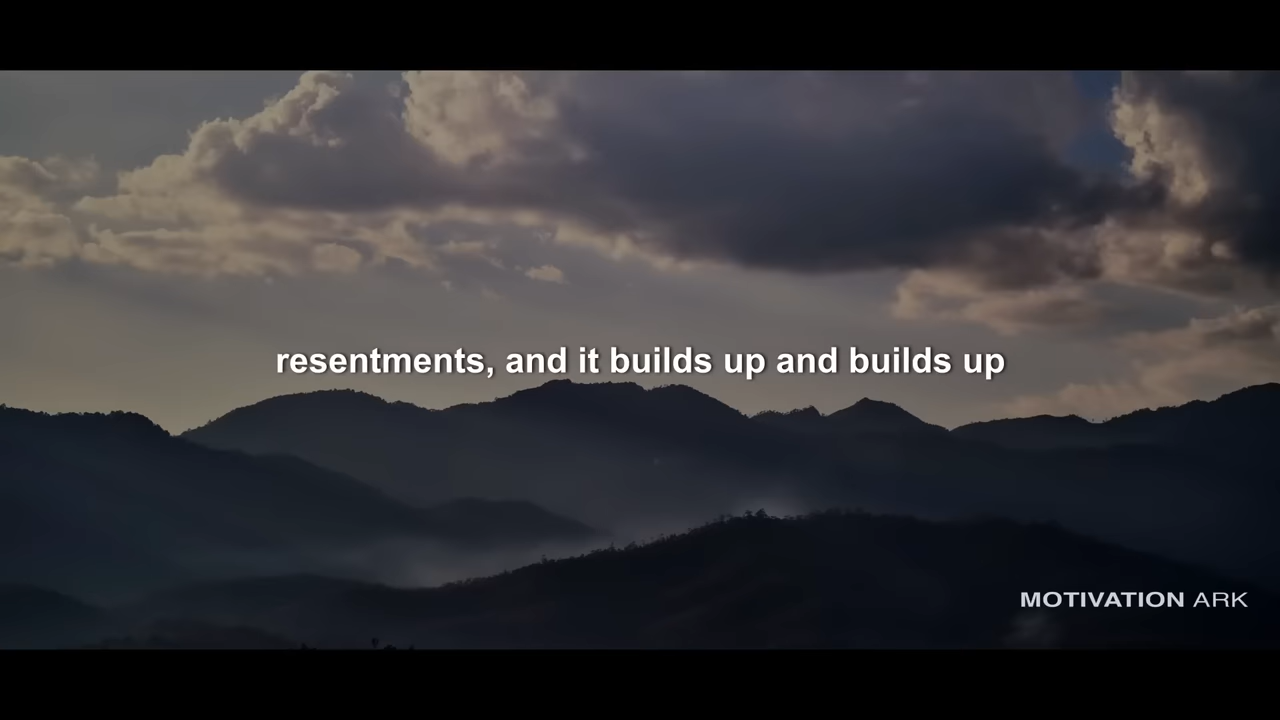 resentments, and it builds up and builds up
MOTIVATION ARK